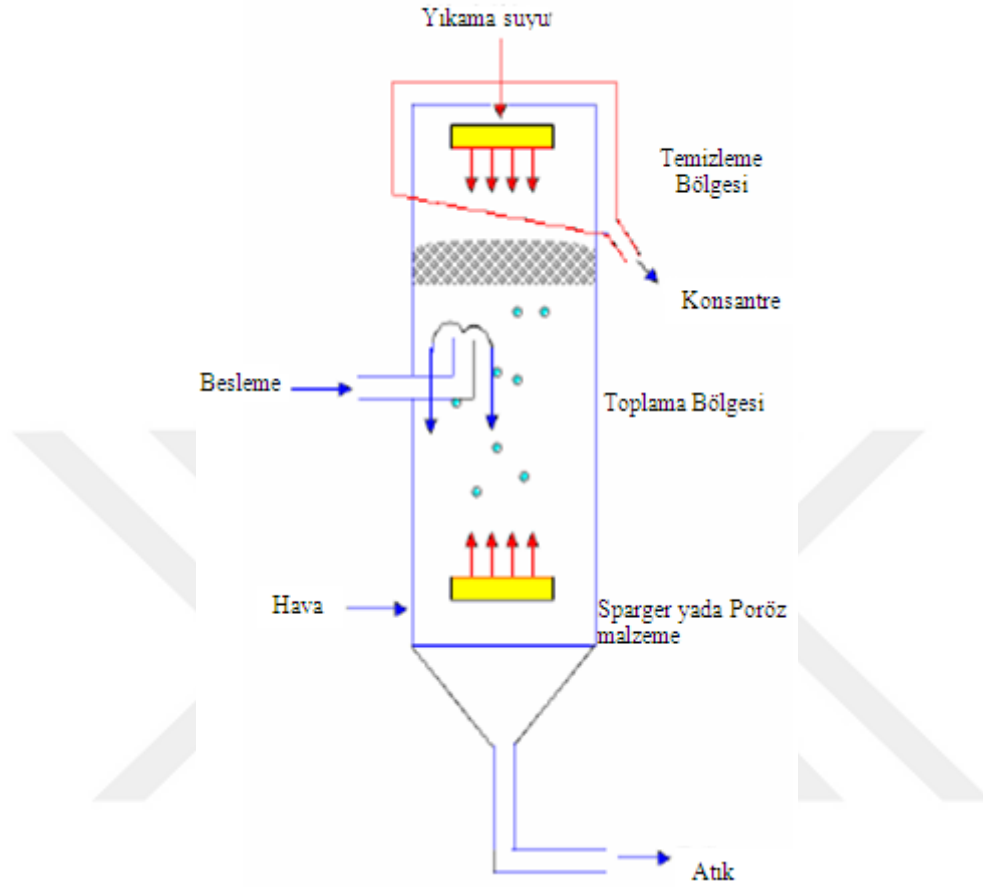 Yıkama suyu
Temizleme
Bölgesi
Konsantre
Besleme
Toplama Bölgesi
Hava
Sparger yada Poröz
malzeme
Atık